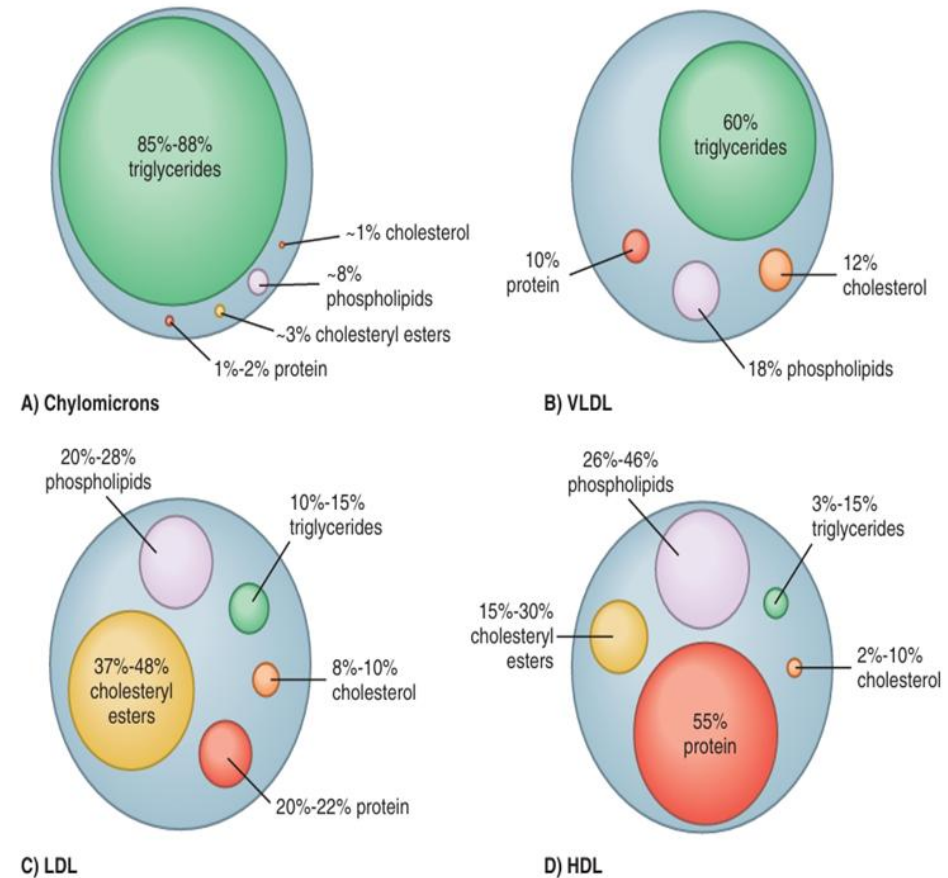 85%-88%
triglycerides
~1% cholesterol
~8%
phospholipids
~3% cholesteryl esters
1%-2% protein
A) Chylomicrons
60%
triglycerides
10%
protein
12%
cholesterol
18% phospholipids
B) VLDL
20%-28%
phospholipids
10%-15%
triglycerides
37%-48%
cholesteryl
esters
8%-10%
cholesterol
20%-22% protein
C) LDL
26%-46%
phospholipids
3%-15%
triglycerides
15%-30%
cholesteryl
esters
2%-10%
cholesterol
55%
protein
D) HDL